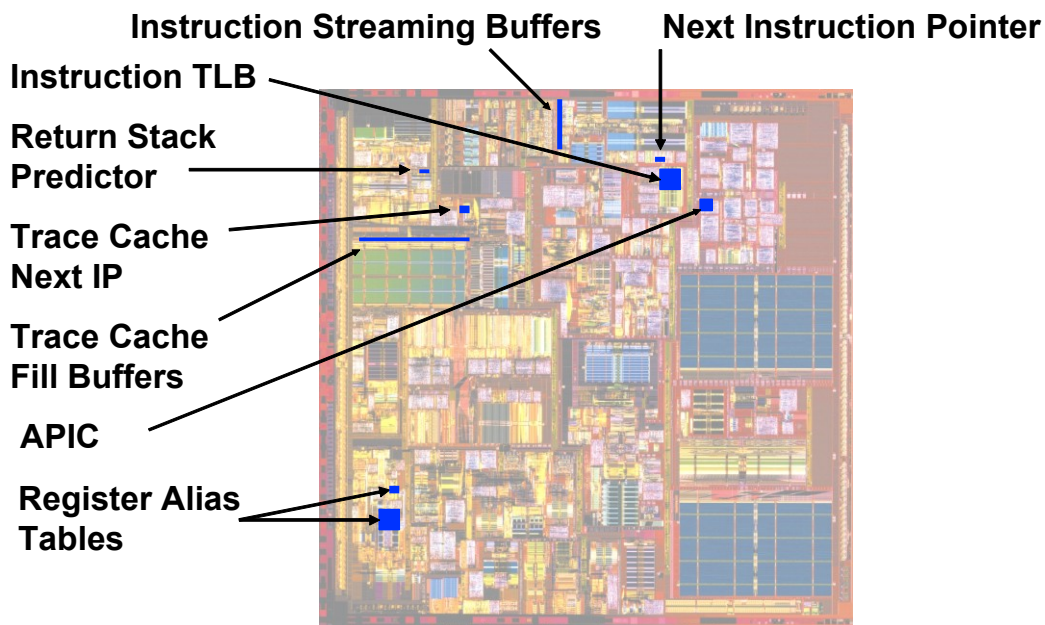 Instruction Streaming Buffers
Next Instruction Pointer
Instruction TLB
Return Stack
Predictor
Trace Cache
Next IP
Trace Cache
Fill Buffers
APIC
Register Alias
Tables